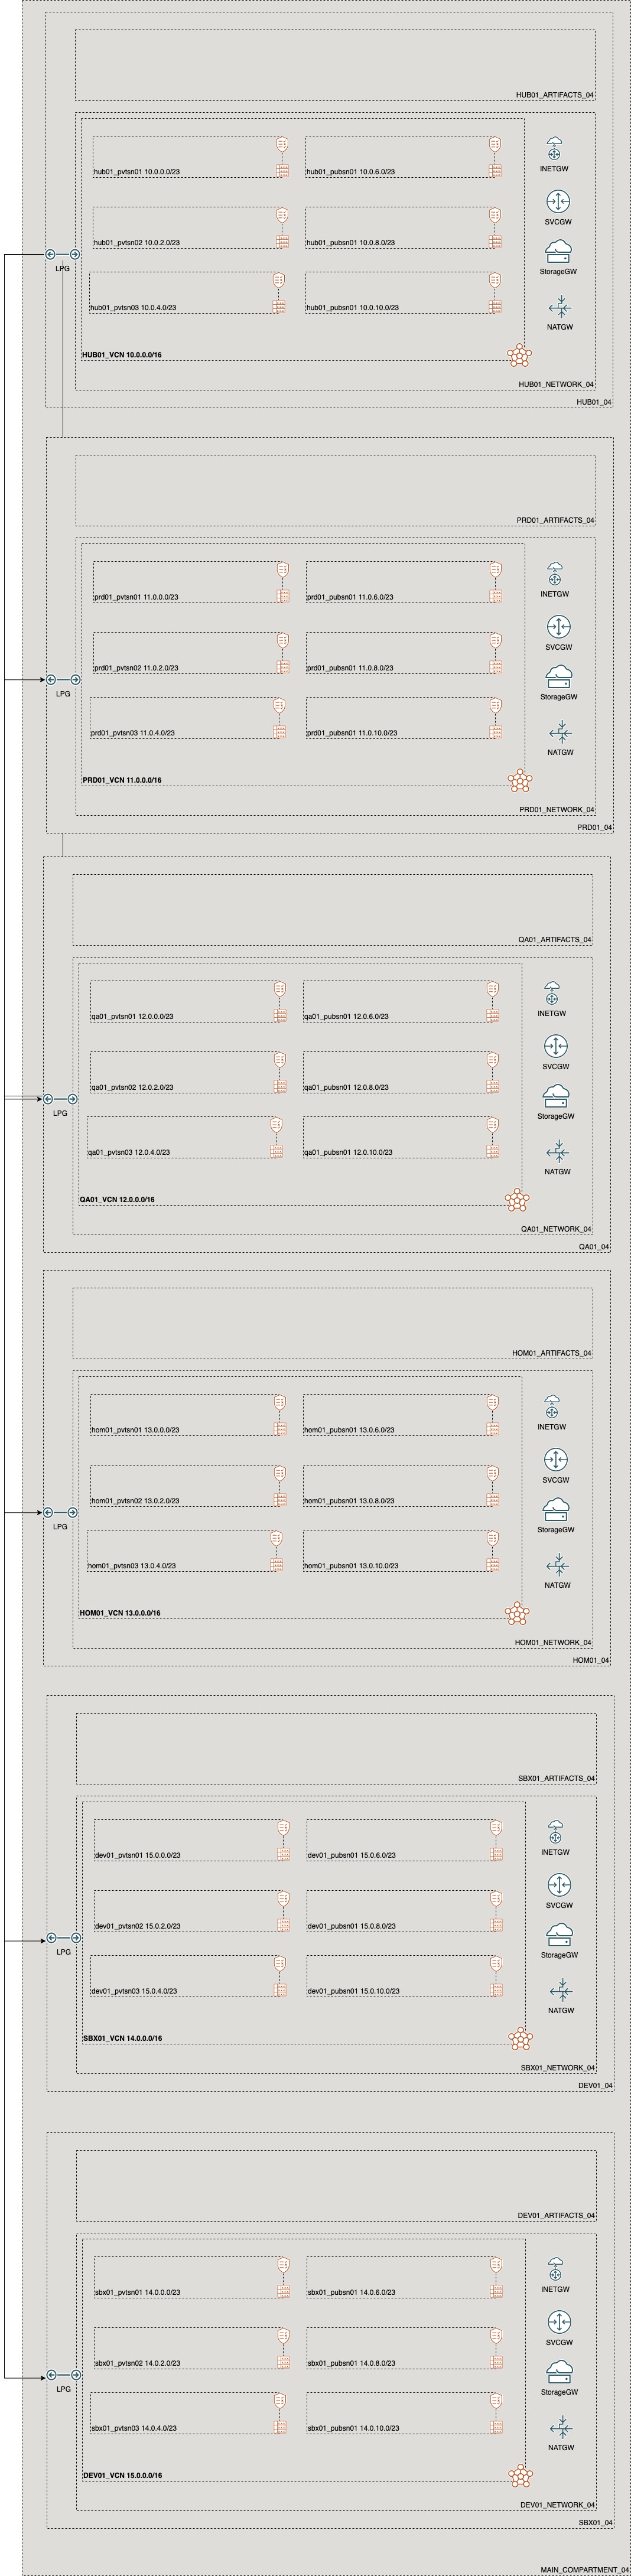 HUB01_ARTIFACTS_04
hub01_pvtsn01 10.0.0.0/23
hub01_pubsn01 10.0.6.0/23
INETGW
hub01_pvtsn02 10.0.2.0/23
hub01_pubsn01 10.0.8.0/23
SVCGW
LPG
StorageGW
hub01_pvtsn03 10.0.4.0/23
hub01_pubsn01 10.0.10.0/23
NATGW
HUB01_VCN 10.0.0.0/16
HUB01_NETWORK_04
HUB01_04
PRD01_ARTIFACTS_04
prd01_pvtsn01 11.0.0.0/23
prd01_pubsn01 11.0.6.0/23
INETGW
prd01_pvtsn02 11.0.2.0/23
prd01_pubsn01 11.0.8.0/23
SVCGW
LPG
StorageGW
prd01_pvtsn03 11.0.4.0/23
prd01_pubsn01 11.0.10.0/23
NATGW
PRD01_VCN 11.0.0.0/16
PRD01_NETWORK_04
PRD01_04
QA01_ARTIFACTS_04
qa01_pvtsn01 12.0.0.0/23
qa01_pubsn01 12.0.6.0/23
INETGW
qa01_pvtsn02 12.0.2.0/23
qa01_pubsn01 12.0.8.0/23
SVCGW
LPG
StorageGW
qa01_pvtsn03 12.0.4.0/23
qa01_pubsn01 12.0.10.0/23
NATGW
QA01_VCN 12.0.0.0/16
QA01_NETWORK_04
QA01_04
HOM01_ARTIFACTS_04
hom01_pvtsn01 13.0.0.0/23
hom01_pubsn01 13.0.6.0/23
INETGW
hom01_pvtsn02 13.0.2.0/23
hom01_pubsn01 13.0.8.0/23
SVCGW
LPG
StorageGW
hom01_pvtsn03 13.0.4.0/23
hom01_pubsn01 13.0.10.0/23
NATGW
HOM01_VCN 13.0.0.0/16
HOM01_NETWORK_04
HOM01_04
SBX01_ARTIFACTS_04
dev01_pvtsn01 15.0.0.0/23
dev01_pubsn01 15.0.6.0/23
INETGW
dev01_pvtsn02 15.0.2.0/23
dev01_pubsn01 15.0.8.0/23
SVCGW
LPG
StorageGW
dev01_pvtsn03 15.0.4.0/23
dev01_pubsn01 15.0.10.0/23
NATGW
SBX01_VCN 14.0.0.0/16
SBX01_NETWORK_04
DEV01_04
DEV01_ARTIFACTS_04
sbx01_pvtsn01 14.0.0.0/23
sbx01_pubsn01 14.0.6.0/23
INETGW
sbx01_pvtsn02 14.0.2.0/23
sbx01_pubsn01 14.0.8.0/23
SVCGW
LPG
StorageGW
sbx01_pvtsn03 14.0.4.0/23
sbx01_pubsn01 14.0.10.0/23
NATGW
DEV01_VCN 15.0.0.0/16
DEV01_NETWORK_04
SBX01_04
MAIN_COMPARTMENT_04